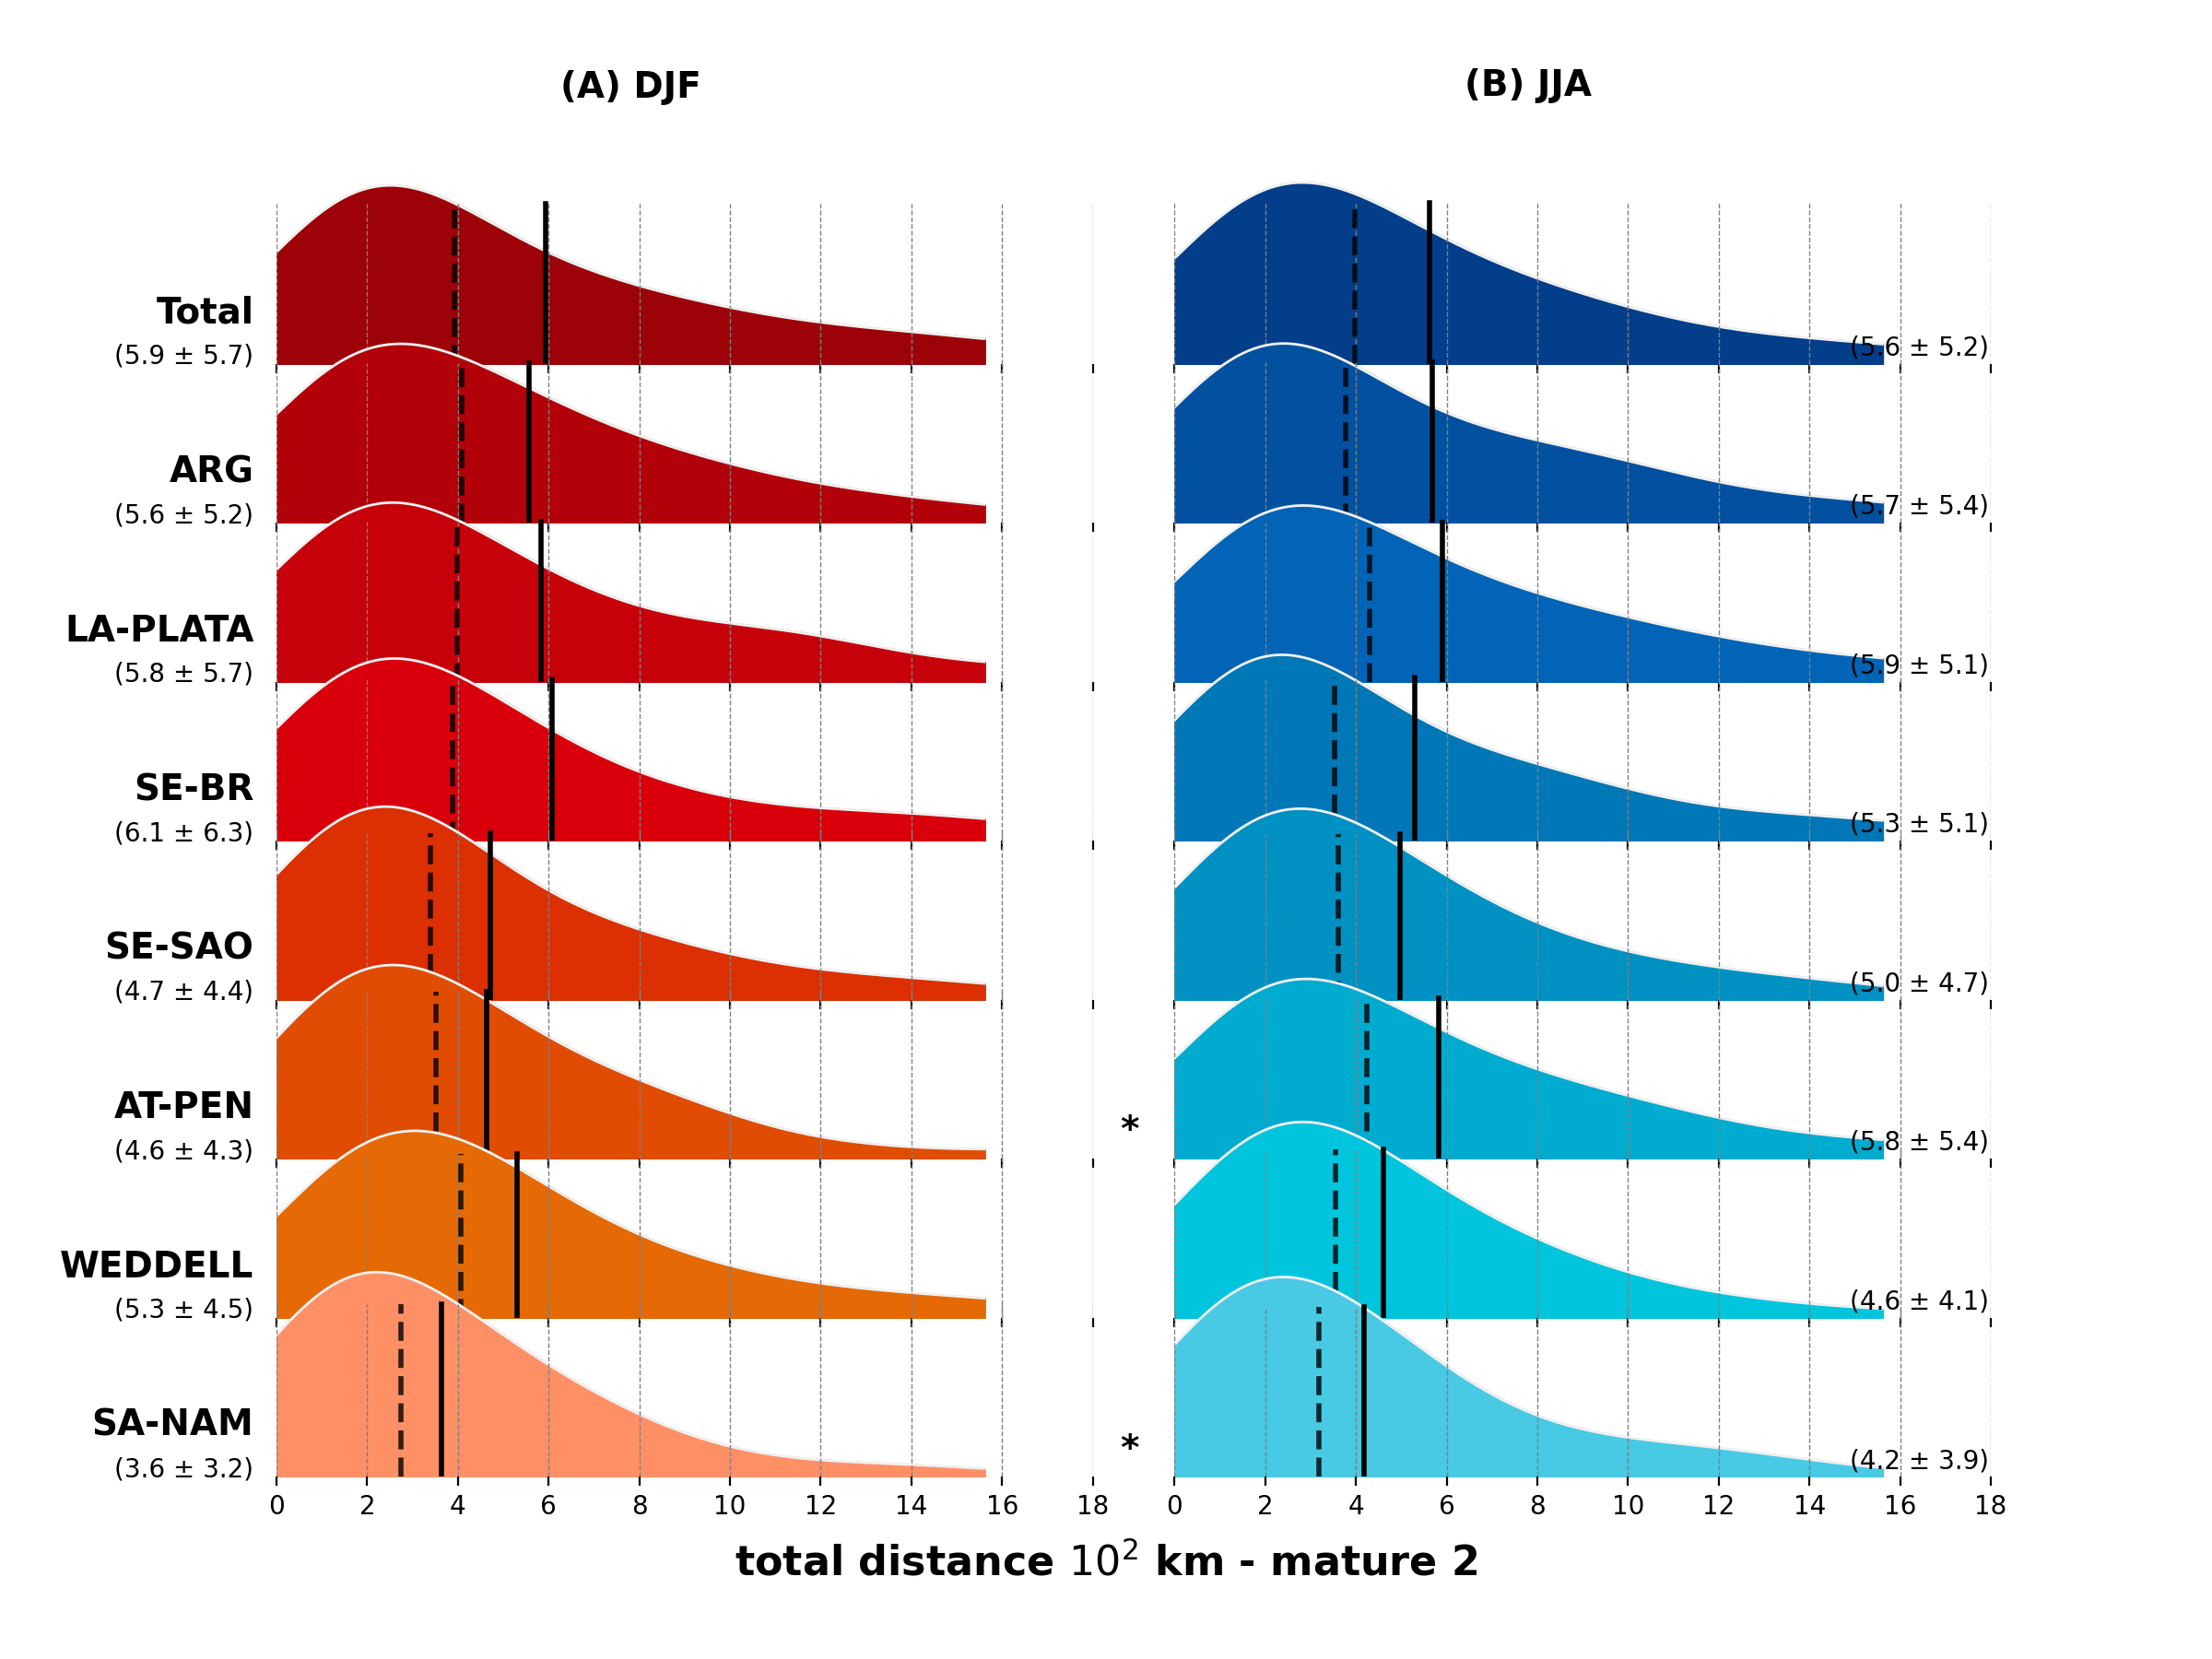 (A) DJF (B) JJA
Total
(5.9 ± 5.7) (5.6 ± 5.2)
ARG
(5.6 ± 5.2) (5.7 ± 5.4)
LA-PLATA
(5.8 ± 5.7) (5.9 ± 5.1)
SE-BR
(6.1 ± 6.3) (5.3 ± 5.1)
SE-SAO
(4.7 ± 4.4) (5.0 ± 4.7)
AT-PEN *
(4.6 ± 4.3) (5.8 ± 5.4)
WEDDELL
(5.3 ± 4.5) (4.6 ± 4.1)
SA-NAM *
(3.6 ± 3.2) (4.2 ± 3.9)
0 2 4 6 8 10 12 14 16 18 0 2 4 6 8 10 12 14 16 18
total distance 10² km - mature 2